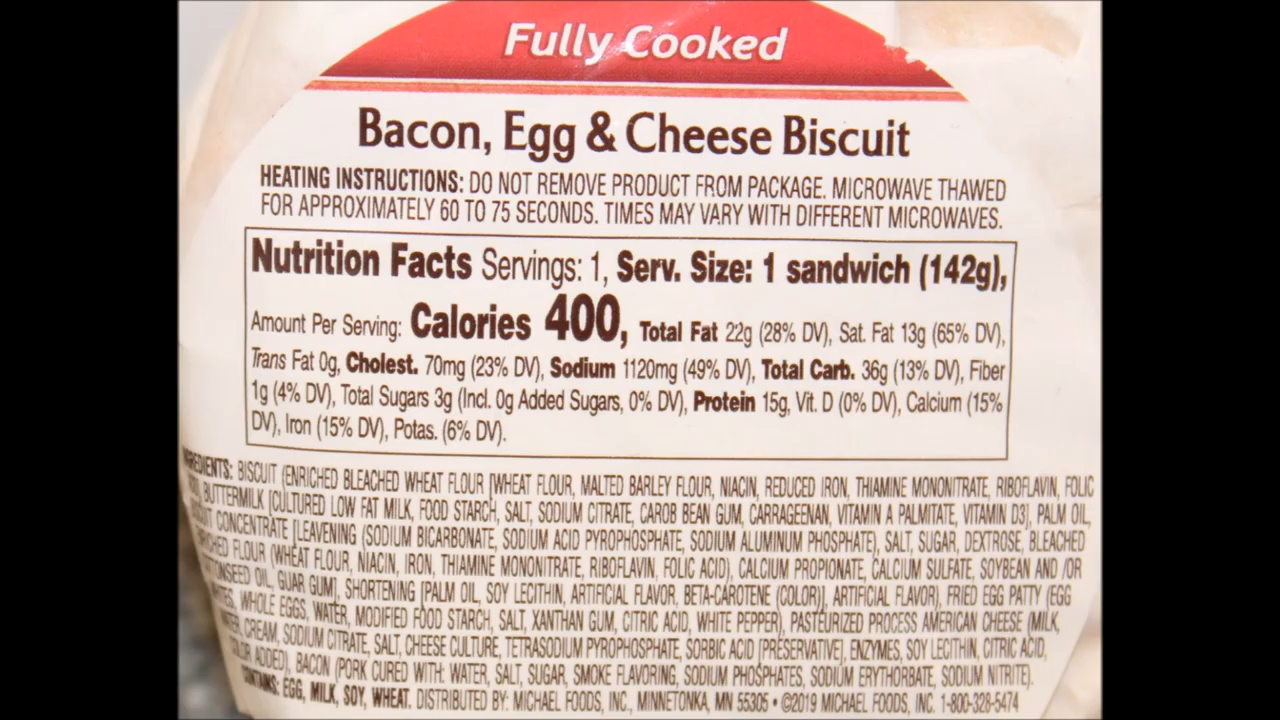 Fully Cooked
Bacon, Egg & Cheese Biscuit
HEATING INSTRUCTIONS: DO NOT REMOVE PRODUCT FROM PACKAGE. MICROWAVE THAWED
FOR APPROXIMATELY 60 TO 75 SECONDS. TIMES MAY VARY WITH DIFFERENT MICROWAVES.
Nutrition Facts Servings: 1, Serv. Size: 1 sandwich (142g),
Amount Per Serving: Calories 400, Total Fat 22g (28% DV), Sat. Fat 13g (65% DV),
Trans Fat 0g, Cholest. 70mg (23% DV), Sodium 1120mg (49% DV), Total Carb. 36g (13% DV), Fiber
1g (4% DV), Total Sugars 3g (Incl. 0g Added Sugars, 0% DV), Protein 15g, Vit. D (0% DV), Calcium (15%
DV), Iron (15% DV), Potas. (6% DV).
BISCUIT (ENRICHED BLEACHED WHEAT FLOUR [WHEAT FLOUR, MALTED BARLEY FLOUR, NIACIN, REDUCED IRON, THIAMINE MONONITRATE, RIBOFLAVIN, FOLIC
BUTTERMILK [CULTURED LOW FAT MILK, FOOD STARCH, SALT, SODIUM CITRATE, CAROB BEAN GUM, CARRAGEENAN, VITAMIN A PALMITATE, VITAMIN D3], PALM OIL,
CONCENTRATE [LEAVENING (SODIUM BICARBONATE, SODIUM ACID PYROPHOSPHATE, SODIUM ALUMINUM PHOSPHATE), SALT, SUGAR, DEXTROSE, BLEACHED
FLOUR (WHEAT FLOUR, NIACIN, IRON, THIAMINE MONONITRATE, RIBOFLAVIN, FOLIC ACID), CALCIUM PROPIONATE, CALCIUM SULFATE, SOYBEAN AND /OR
OIL, GUAR GUM], SHORTENING [PALM OIL, SOY LECITHIN, ARTIFICIAL FLAVOR, BETA-CAROTENE (COLOR)], ARTIFICIAL FLAVOR), FRIED EGG PATTY (EGG
WHOLE EGGS, WATER, MODIFIED FOOD STARCH, SALT, XANTHAN GUM, CITRIC ACID, WHITE PEPPER), PASTEURIZED PROCESS AMERICAN CHEESE (MILK,
CREAM, SODIUM CITRATE, SALT, CHEESE CULTURE, TETRASODIUM PYROPHOSPHATE, SORBIC ACID [PRESERVATIVE], ENZYMES, SOY LECITHIN, CITRIC ACID,
ADDED), BACON (PORK CURED WITH: WATER, SALT, SUGAR, SMOKE FLAVORING, SODIUM PHOSPHATES, SODIUM ERYTHORBATE, SODIUM NITRITE).
CONTAINS: EGG, MILK, SOY, WHEAT. DISTRIBUTED BY: MICHAEL FOODS, INC., MINNETONKA, MN 55305 • ©2019 MICHAEL FOODS, INC. 1-800-328-5474